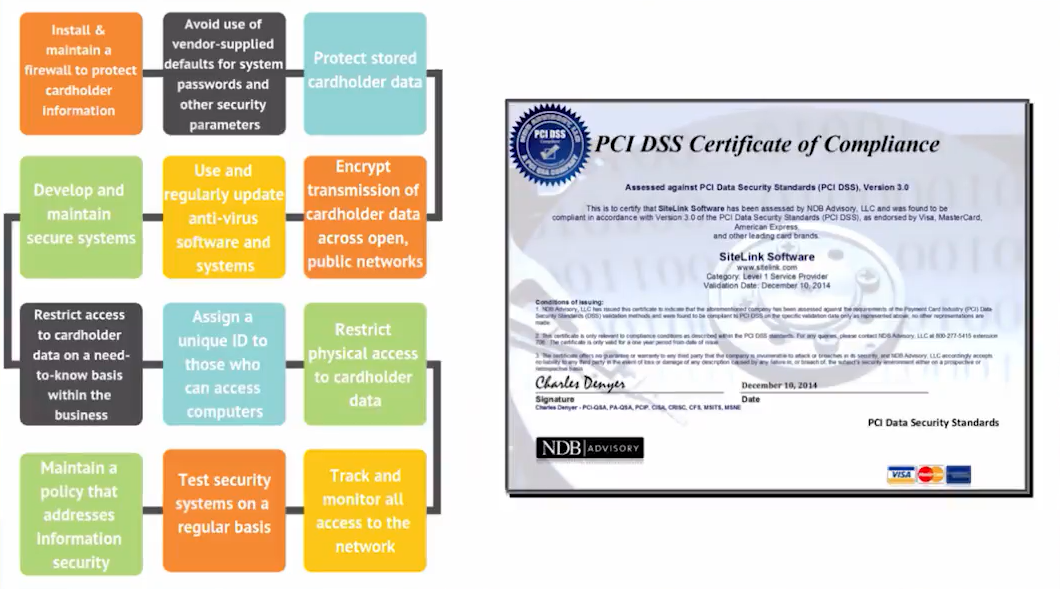 Install &
maintain a
firewall to protect
cardholder
information
Avoid use of
vendor-supplied
defaults for system
passwords and
other security
parameters
Protect stored
cardholder data
Develop and
maintain
secure systems
Use and
regularly update
anti-virus
software and
systems
Encrypt
transmission of
cardholder data
across open,
public networks
Restrict access
to cardholder
data on a need-
to-know basis
within the
business
Assign a
unique ID to
those who
can access
computers
Restrict
physical access
to cardholder
data
Maintain a
policy that
addresses
information
security
Test security
systems on a
regular basis
Track and
monitor all
access to the
network
NDB ADVISORY, LLC
PCI DSS
PCI DSS Certificate of Compliance
Assessed against PCI Data Security Standards (PCI DSS), Version 3.0
This is to certify that SiteLink Software has been assessed by NDB Advisory, LLC and was found to be
compliant in accordance with Version 3.0 of the PCI Data Security Standards (PCI DSS), as endorsed by Visa, MasterCard,
American Express,
and other leading card brands.
SiteLink Software
www.sitelink.com
Category: Level 1 Service Provider
Validation Date: December 10, 2014
Conditions of issuing:
1. NDB Advisory, LLC has issued this certificate to indicate that the aforementioned company has been assessed against the requirements of the Payment Card Industry (PCI) Data
Security Standards (DSS) validation methods and were found to be compliant to PCI DSS, on the specific validation date only as represented above, no other representations are
made.
2. This certificate is only relevant to compliance conditions as described within the PCI DSS standards. For any queries, please contact NDB Advisory, LLC at 800-277-5415 extension
706. The certificate is only valid for a one year period from date of issue.
3. The certificate offers no guarantee or warranty to any third party that the company is invulnerable to attack or breaches in its security, and NDB Advisory, LLC accordingly accepts
no liability to any third party in the event of loss or damage of any description caused by any failure in, or breach of, the subject's security environment either on a prospective or
retrospective basis
Charles Denyer
December 10, 2014
Signature
Date
Charles Denyer - PCI-QSA, PA-QSA, PCIP, CISA, CRISC, CFS, MSITS, MSNE
PCI Data Security Standards
NDB ADVISORY
VISA
MasterCard